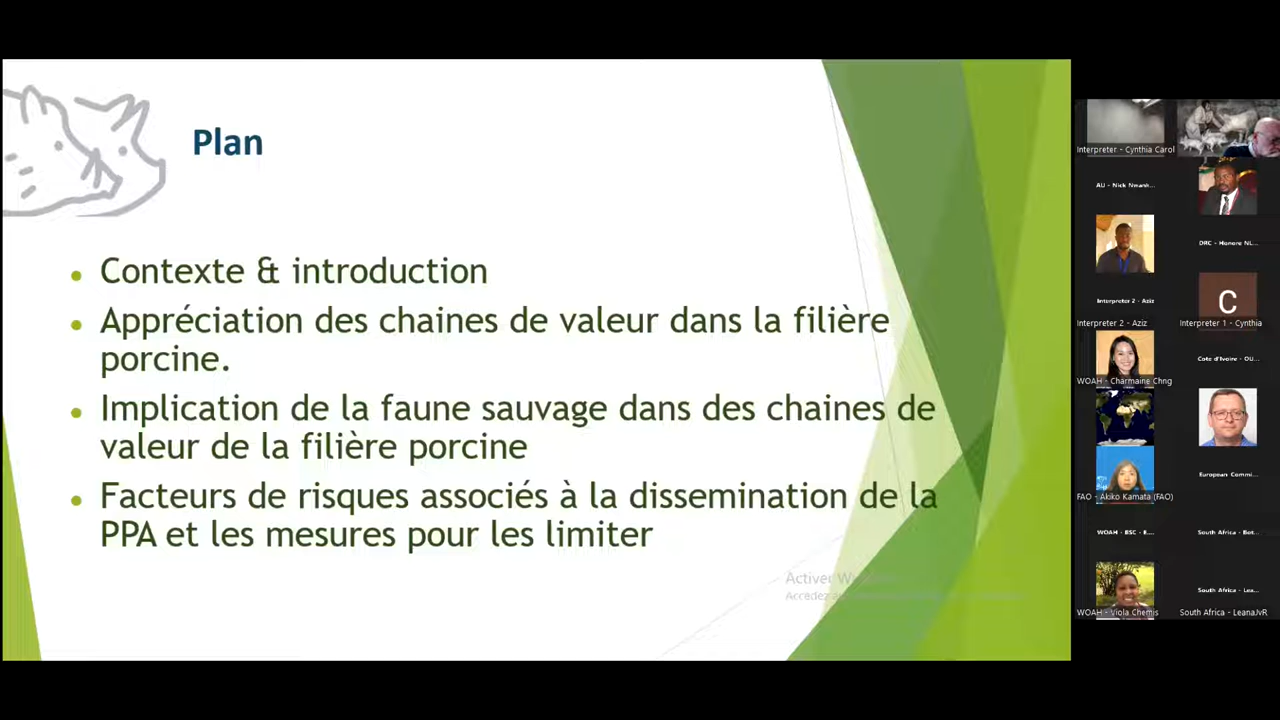 Plan
Contexte & introduction
Appréciation des chaines de valeur dans la filière
porcine.
Implication de la faune sauvage dans des chaines de
valeur de la filière porcine
Facteurs de risques associés à la dissemination de la
PPA et les mesures pour les limiter
Activer
Interpreter - Cynthia Carol
AU - Nick Nwank...
DRC - Honore NL...
Interpreter 2 - Aziz
C
Interpreter 2 - Aziz
Interpreter 1 - Cynthia
WOAH - Charmaine Chng
Cote d'Ivoire - OU...
FAO - Akiko Kamata (FAO)
European Commi...
WOAH - BSC - E...
South Africa - Bot...
WOAH - Viola Chemis
South Africa - Lea...
South Africa - LeanaJvR